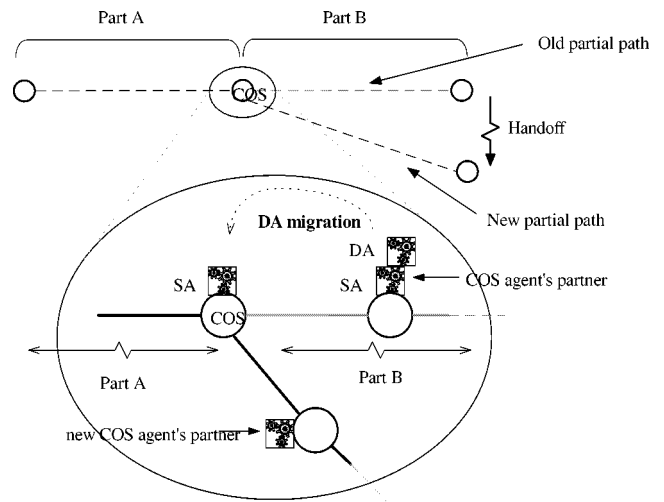 Part A
Part B
Old partial path
COS
Handoff
New partial path
DA migration
DA
SA
SA
COS agent's partner
COS
Part A
Part B
new COS agent's partner